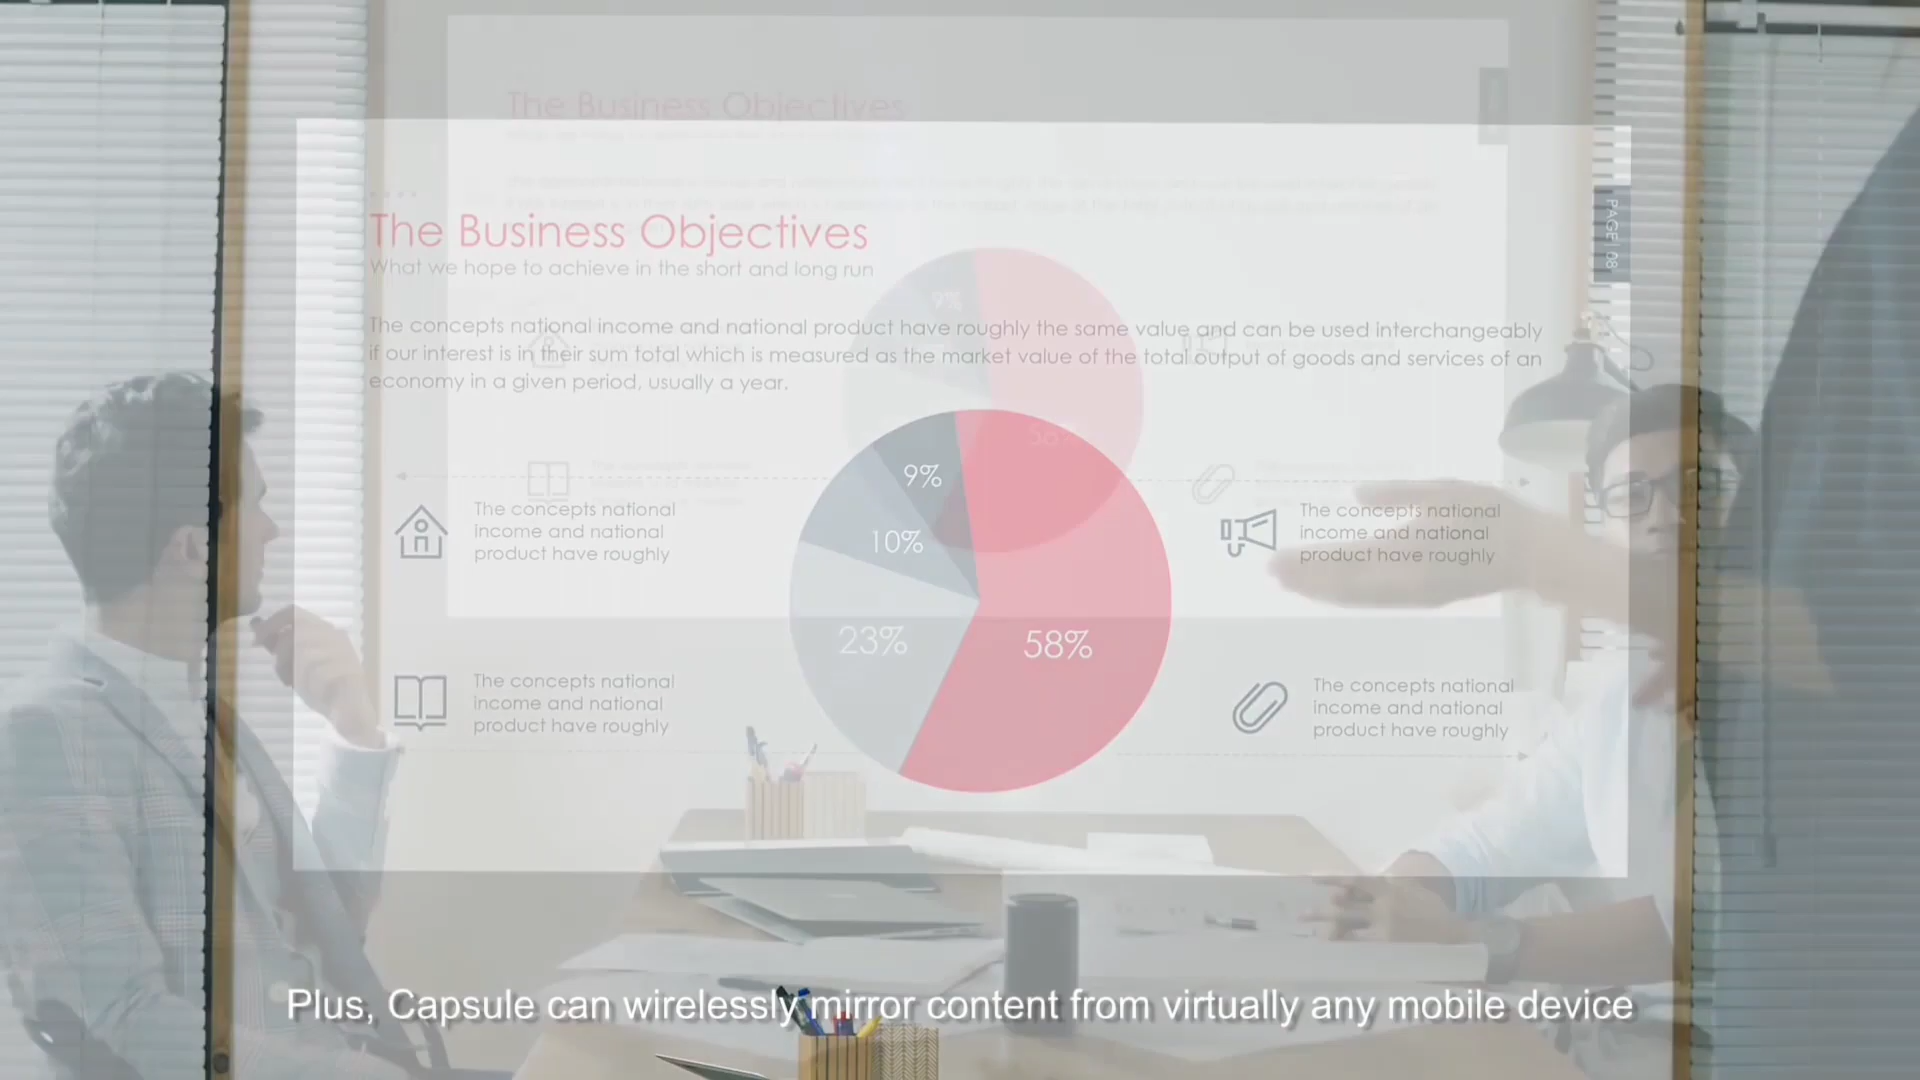 The Business Objectives
The Business Objectives
What we hope to achieve in the short and long run
PAGE | 08
The concepts national income and national product have roughly the same value and can be used interchangeably
if our interest is in their sum total which is measured as the market value of the total output of goods and services of an
economy in a given period, usually a year.
9%
58%
9%
10%
23%
58%
The concepts national
income and national
product have roughly
The concepts national
income and national
product have roughly
The concepts national
income and national
product have roughly
The concepts national
income and national
product have roughly
Plus, Capsule can wirelessly mirror content from virtually any mobile device